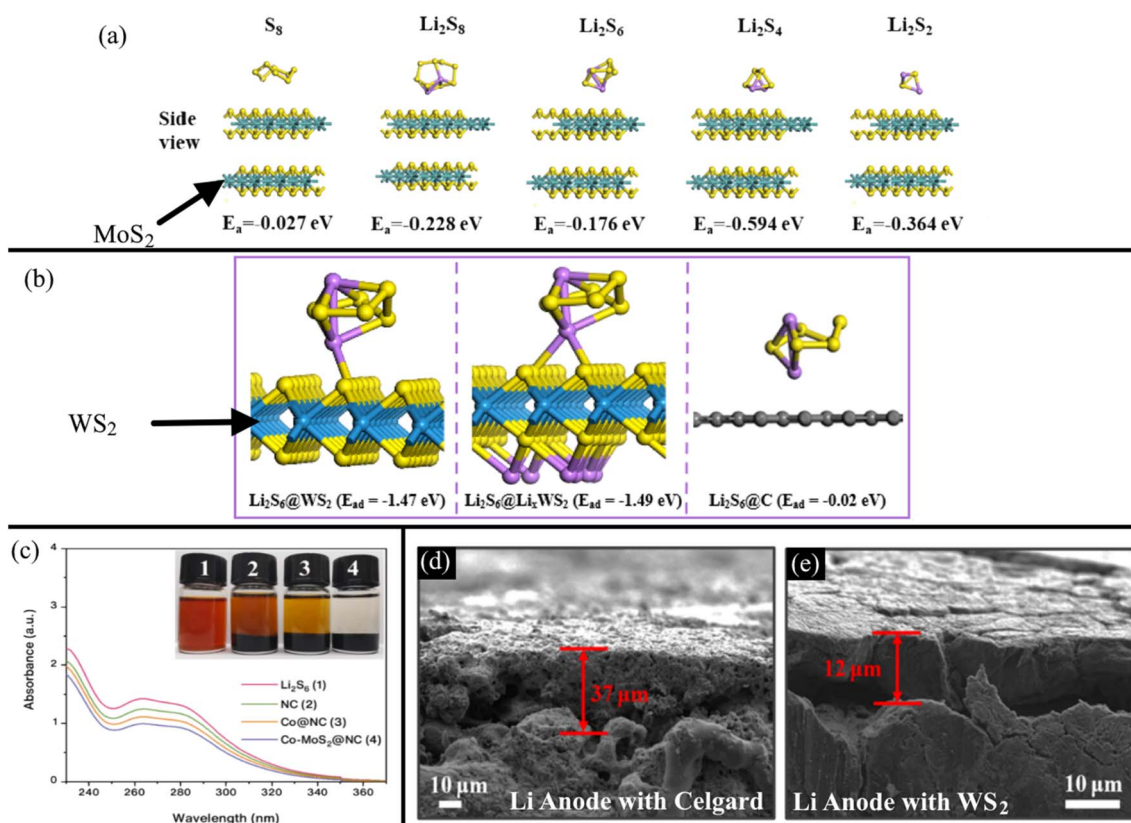 (a)
S₈ Li₂S₈ Li₂S₆ Li₂S₄ Li₂S₂
Side
view
MoS₂
Eₐ=-0.027 eV Eₐ=-0.228 eV Eₐ=-0.176 eV Eₐ=-0.594 eV Eₐ=-0.364 eV
(b)
WS₂
Li₂S₆@WS₂ (E_ad = -1.47 eV) Li₂S₆@LiₓWS₂ (E_ad = -1.49 eV) Li₂S₆@C (E_ad = -0.02 eV)
(c)
4
3
2
1
0
Absorbance (a.u.)
1 2 3 4
Li₂S₆ (1)
NC (2)
Co@NC (3)
Co-MoS₂@NC (4)
240 260 280 300 320 340 360
Wavelength (nm)
(d)
37 μm
10 μm
Li Anode with Celgard
(e)
12 μm
Li Anode with WS₂
10 μm